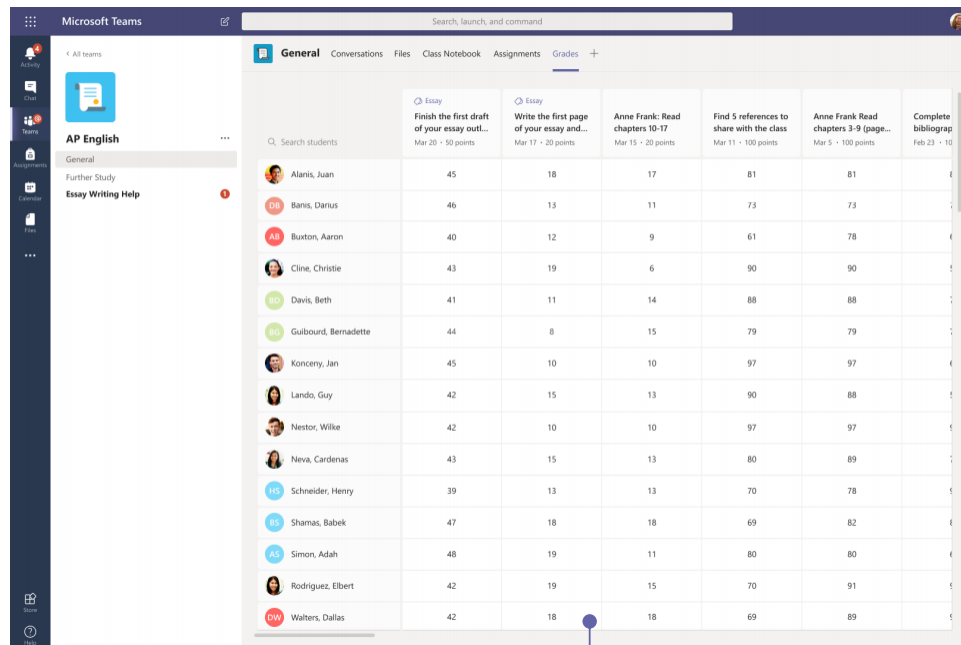 Microsoft Teams
Search, launch, and command
4
Activity
Chat
Teams
Assignments
Calendar
Files
Store
Help
< All teams
AP English
General
Further Study
Essay Writing Help 1
General Conversations Files Class Notebook Assignments Grades
Search students
Essay
Finish the first draft
of your essay outl...
Mar 20 • 50 points
Essay
Write the first page
of your essay and...
Mar 17 • 20 points
Anne Frank: Read
chapters 10-17
Mar 15 • 20 points
Find 5 references to
share with the class
Mar 11 • 100 points
Anne Frank Read
chapters 3-9 (page...
Mar 5 • 100 points
Complete
bibliograp
Feb 23 • 10
Alanis, Juan 45 18 17 81 81
DB Banis, Darius 46 13 11 73 73
AB Buxton, Aaron 40 12 9 61 78
Cline, Christie 43 19 6 90 90
BD Davis, Beth 41 11 14 88 88
BG Guibourd, Bernadette 44 8 15 79 79
Konceny, Jan 45 10 10 97 97
Lando, Guy 42 15 13 90 88
Nestor, Wilke 42 10 10 97 97
Neva, Cardenas 43 15 13 80 89
HS Schneider, Henry 39 13 13 70 78
BS Shamas, Babek 47 18 18 69 82
AS Simon, Adah 48 19 11 80 80
Rodriguez, Elbert 42 19 15 70 91
DW Walters, Dallas 42 18 18 69 89